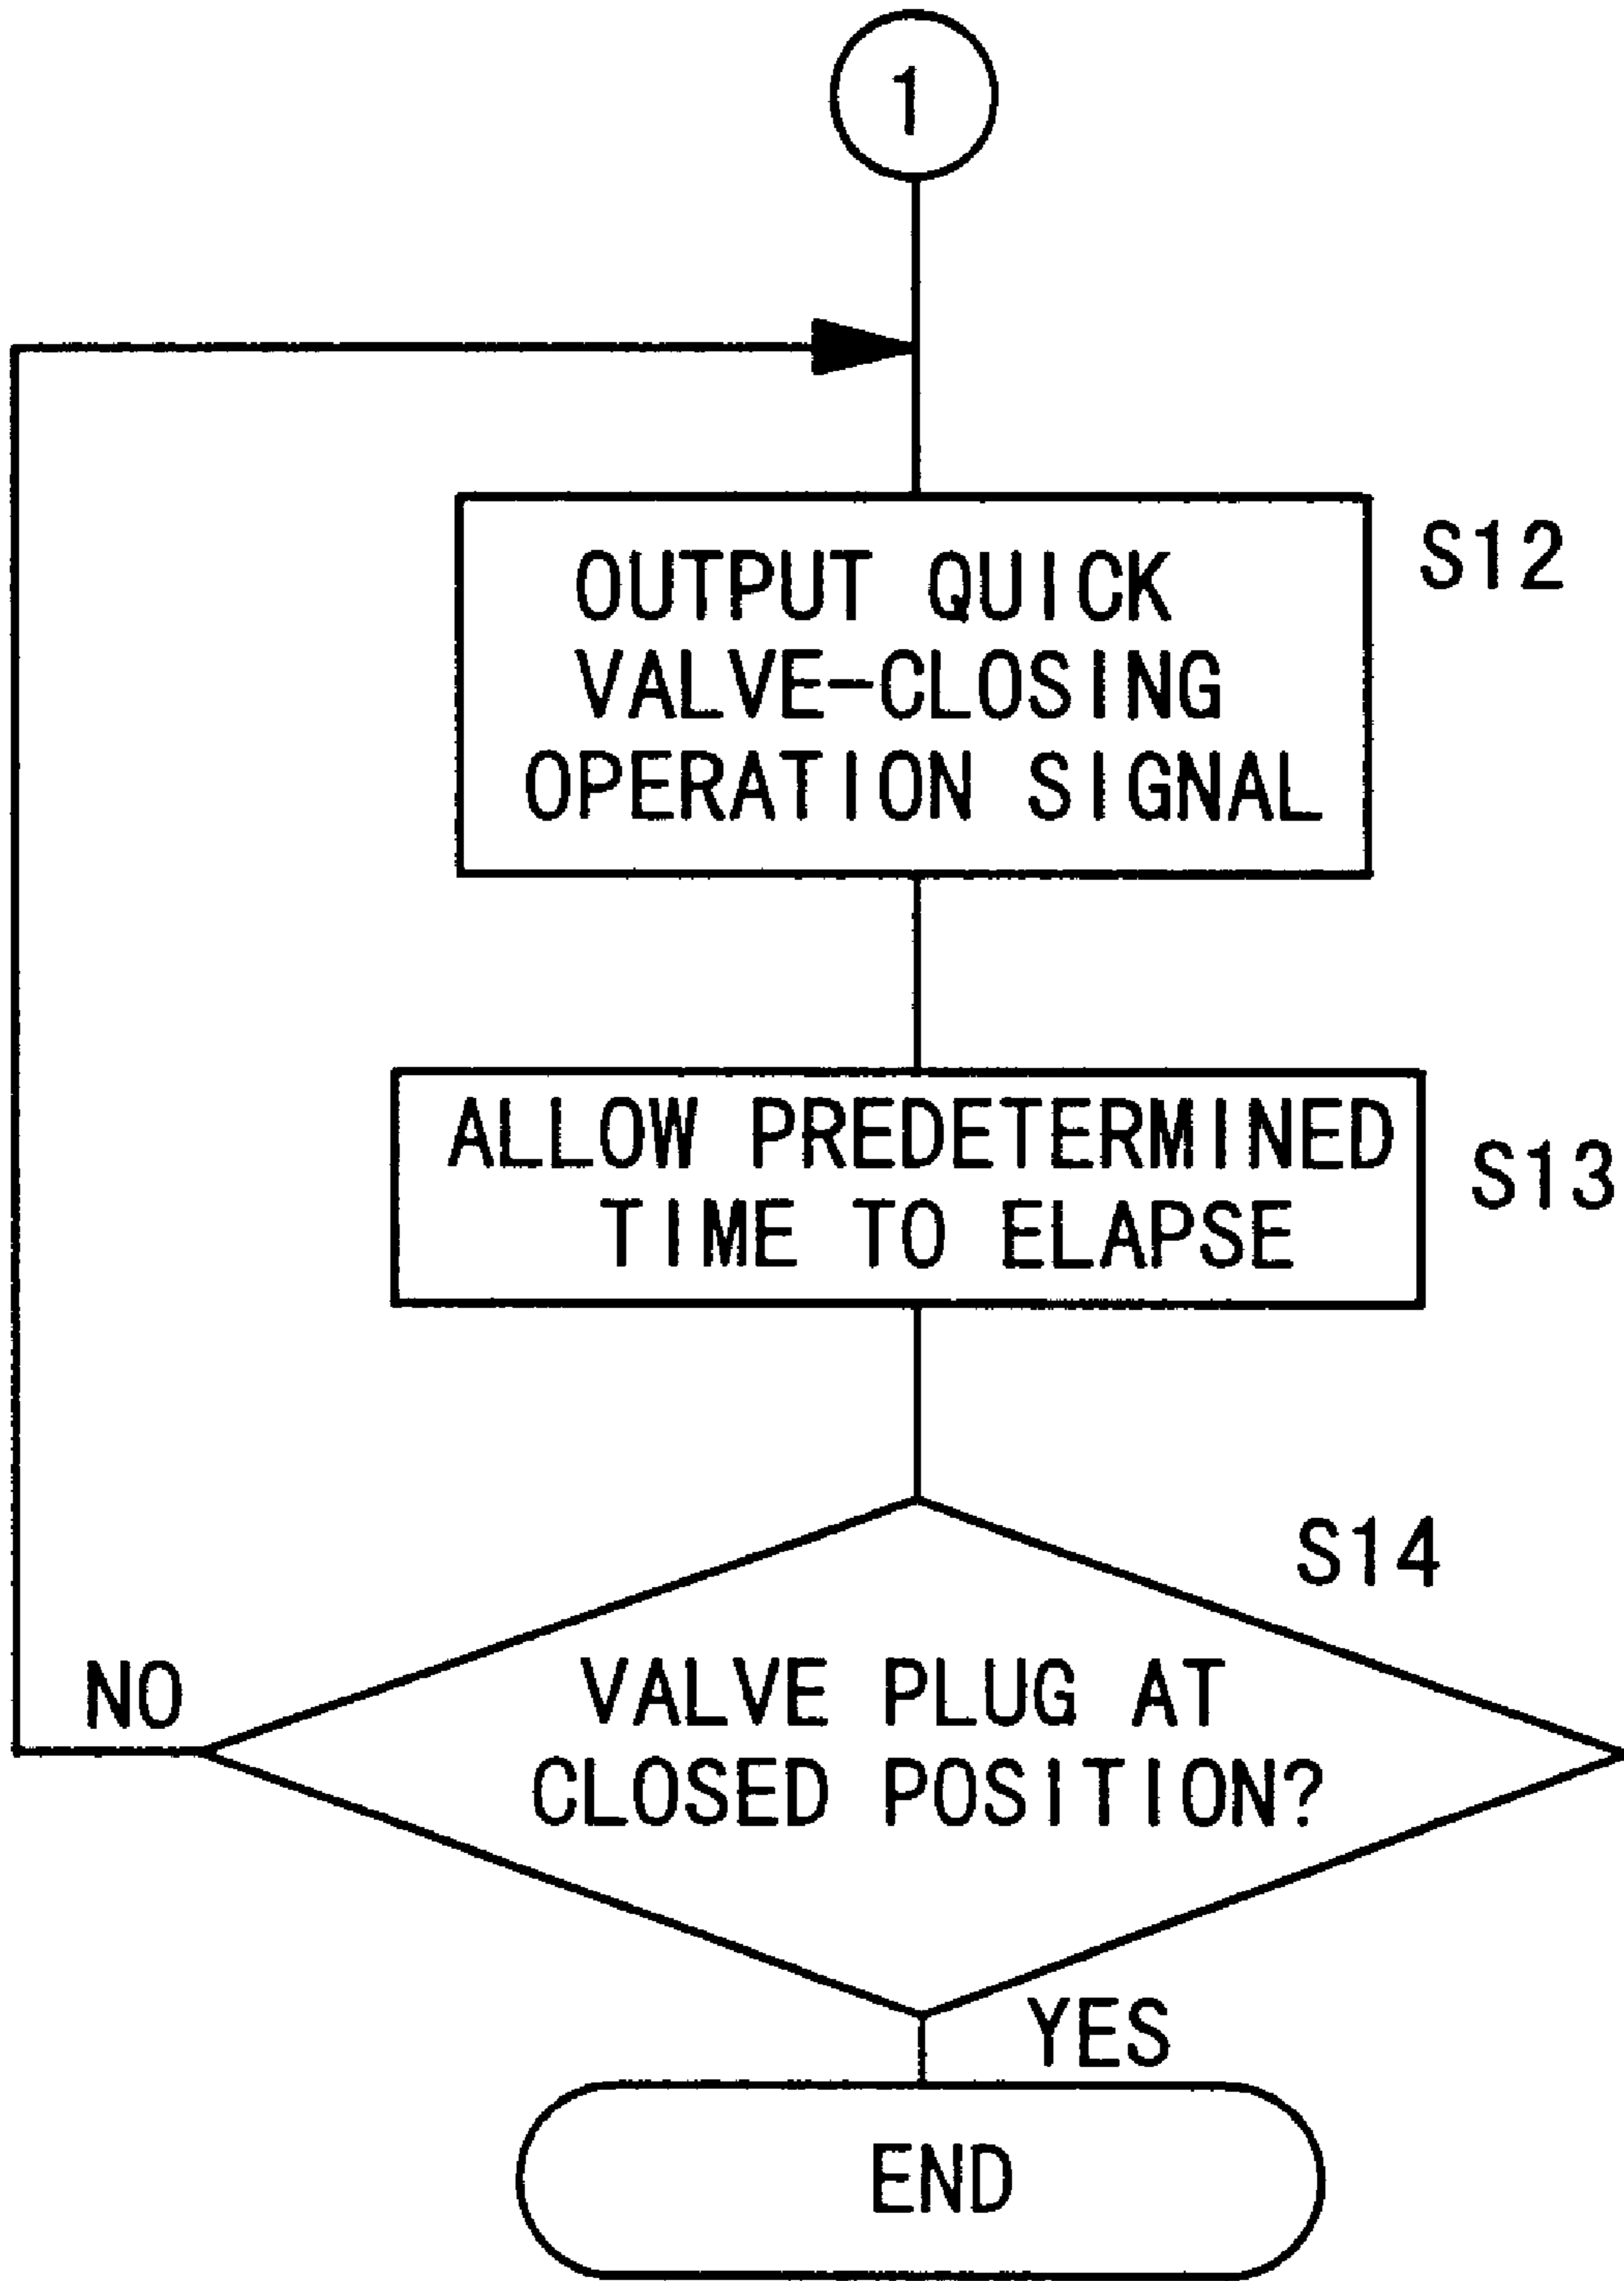 1
OUTPUT QUICK
VALVE-CLOSING
OPERATION SIGNAL
S12
ALLOW PREDETERMINED
TIME TO ELAPSE
S13
S14
VALVE PLUG AT
CLOSED POSITION?
NO
YES
END